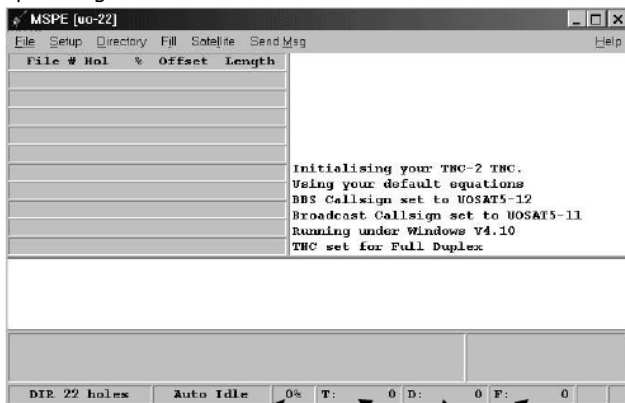 MSPE [uo-22]
File Setup Directory Fill Satellite Send Msg Help
File # Hol % Offset Length
Initialising your TNC-2 TNC.
Using your default equations
BBS Callsign set to UOSAT5-12
Broadcast Callsign set to UOSAT5-11
Running under Windows V4.10
TNC set for Full Duplex
DIR 22 holes Auto Idle 0% T: 0 D: 0 F: 0